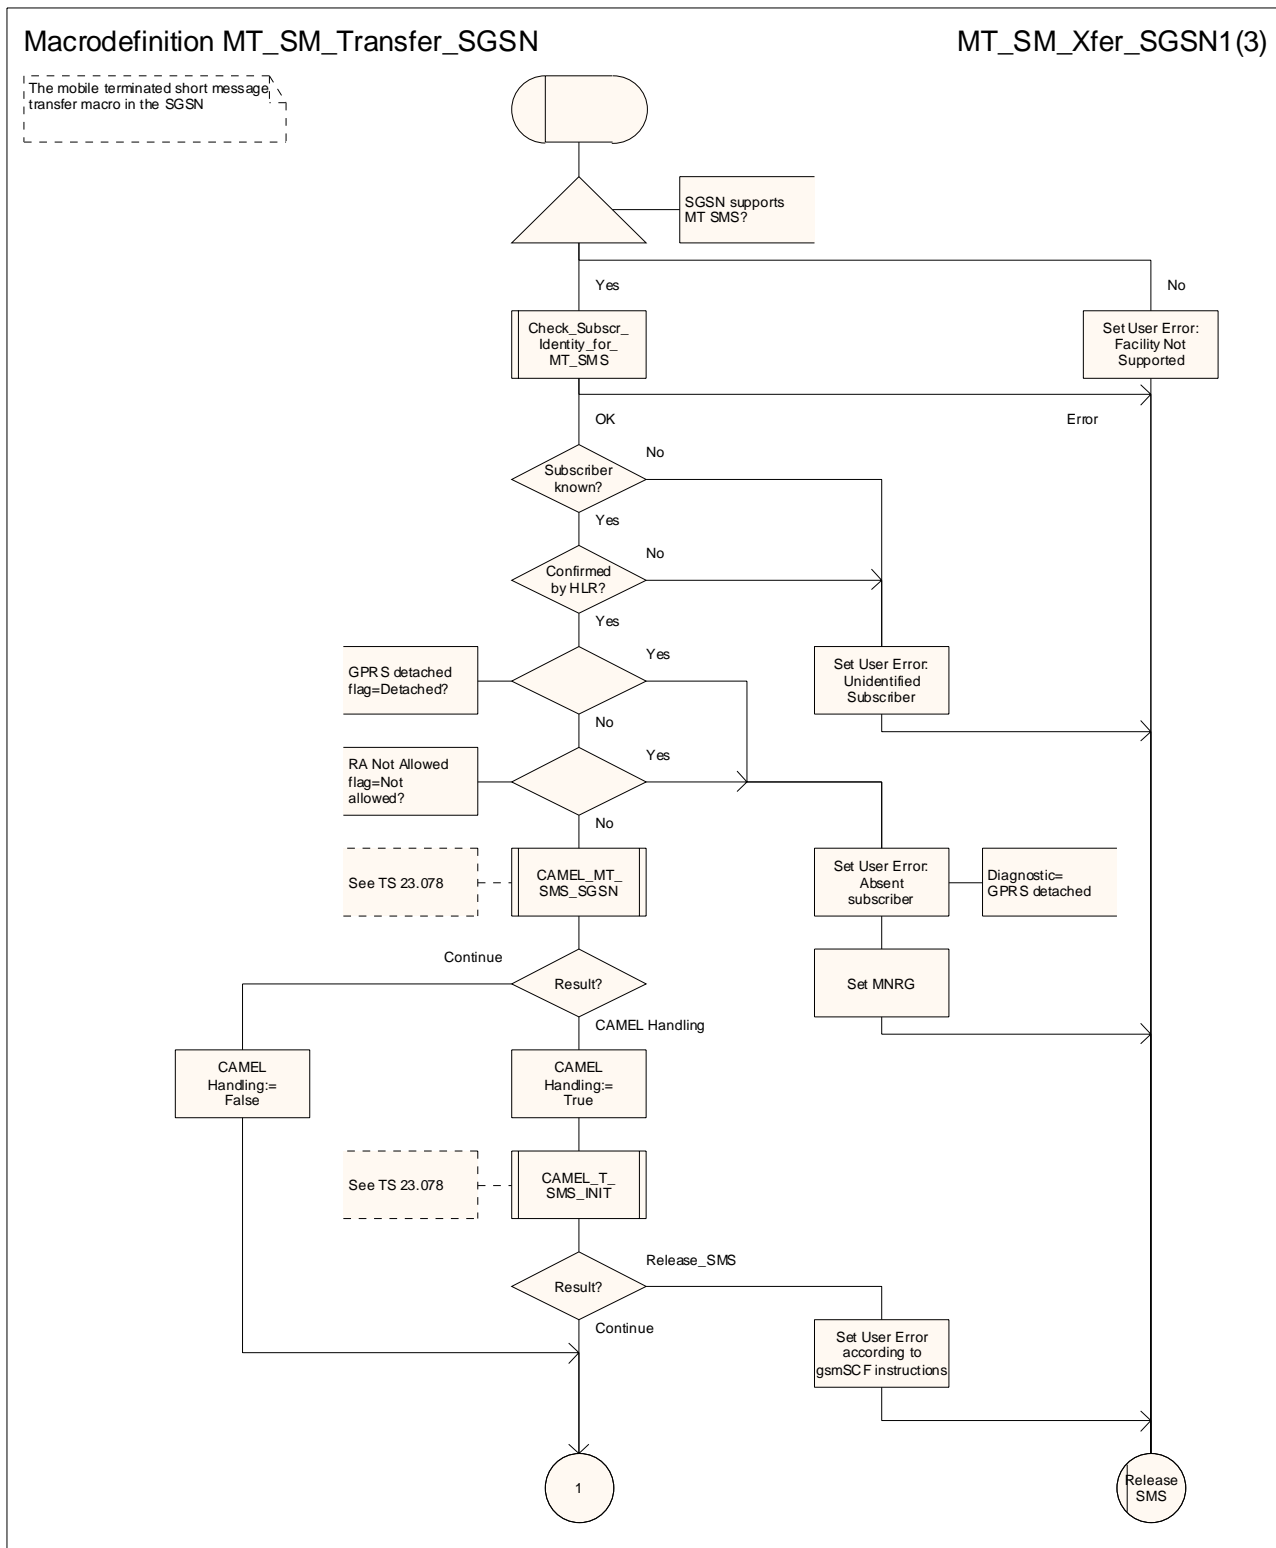 Macrodefinition MT_SM_Transfer_SGSN
MT_SM_Xfer_SGSN1(3)
The mobile terminated short message
transfer macro in the SGSN
SGSN supports
MT SMS?
Yes
No
Check_Subscr_
Identity_for_
MT_SMS
Set User Error:
Facility Not
Supported
OK
Error
No
Subscriber
known?
Yes
No
Confirmed
by HLR?
Yes
GPRS detached
flag=Detached?
Yes
Set User Error:
Unidentified
Subscriber
No
RA Not Allowed
flag=Not
allowed?
Yes
No
See TS 23.078
CAMEL_MT_
SMS_SGSN
Set User Error:
Absent
subscriber
Diagnostic=
GPRS detached
Continue
Result?
Set MNRG
CAMEL Handling
CAMEL
Handling:=
False
CAMEL
Handling:=
True
See TS 23.078
CAMEL_T_
SMS_INIT
Release_SMS
Result?
Continue
Set User Error
according to
gsmSCF instructions
1
Release
SMS